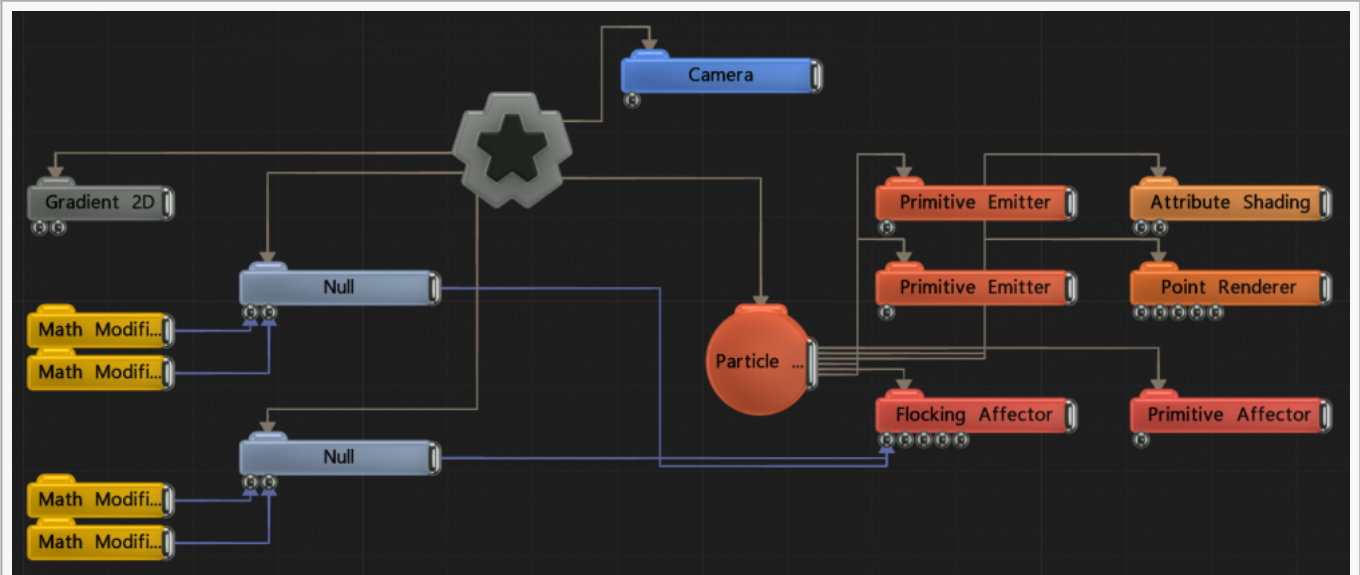 Camera
Gradient 2D
Primitive Emitter
Attribute Shading
Null
Primitive Emitter
Point Renderer
Math Modifi...
Math Modifi...
Particle ...
Flocking Affector
Primitive Affector
Null
Math Modifi...
Math Modifi...